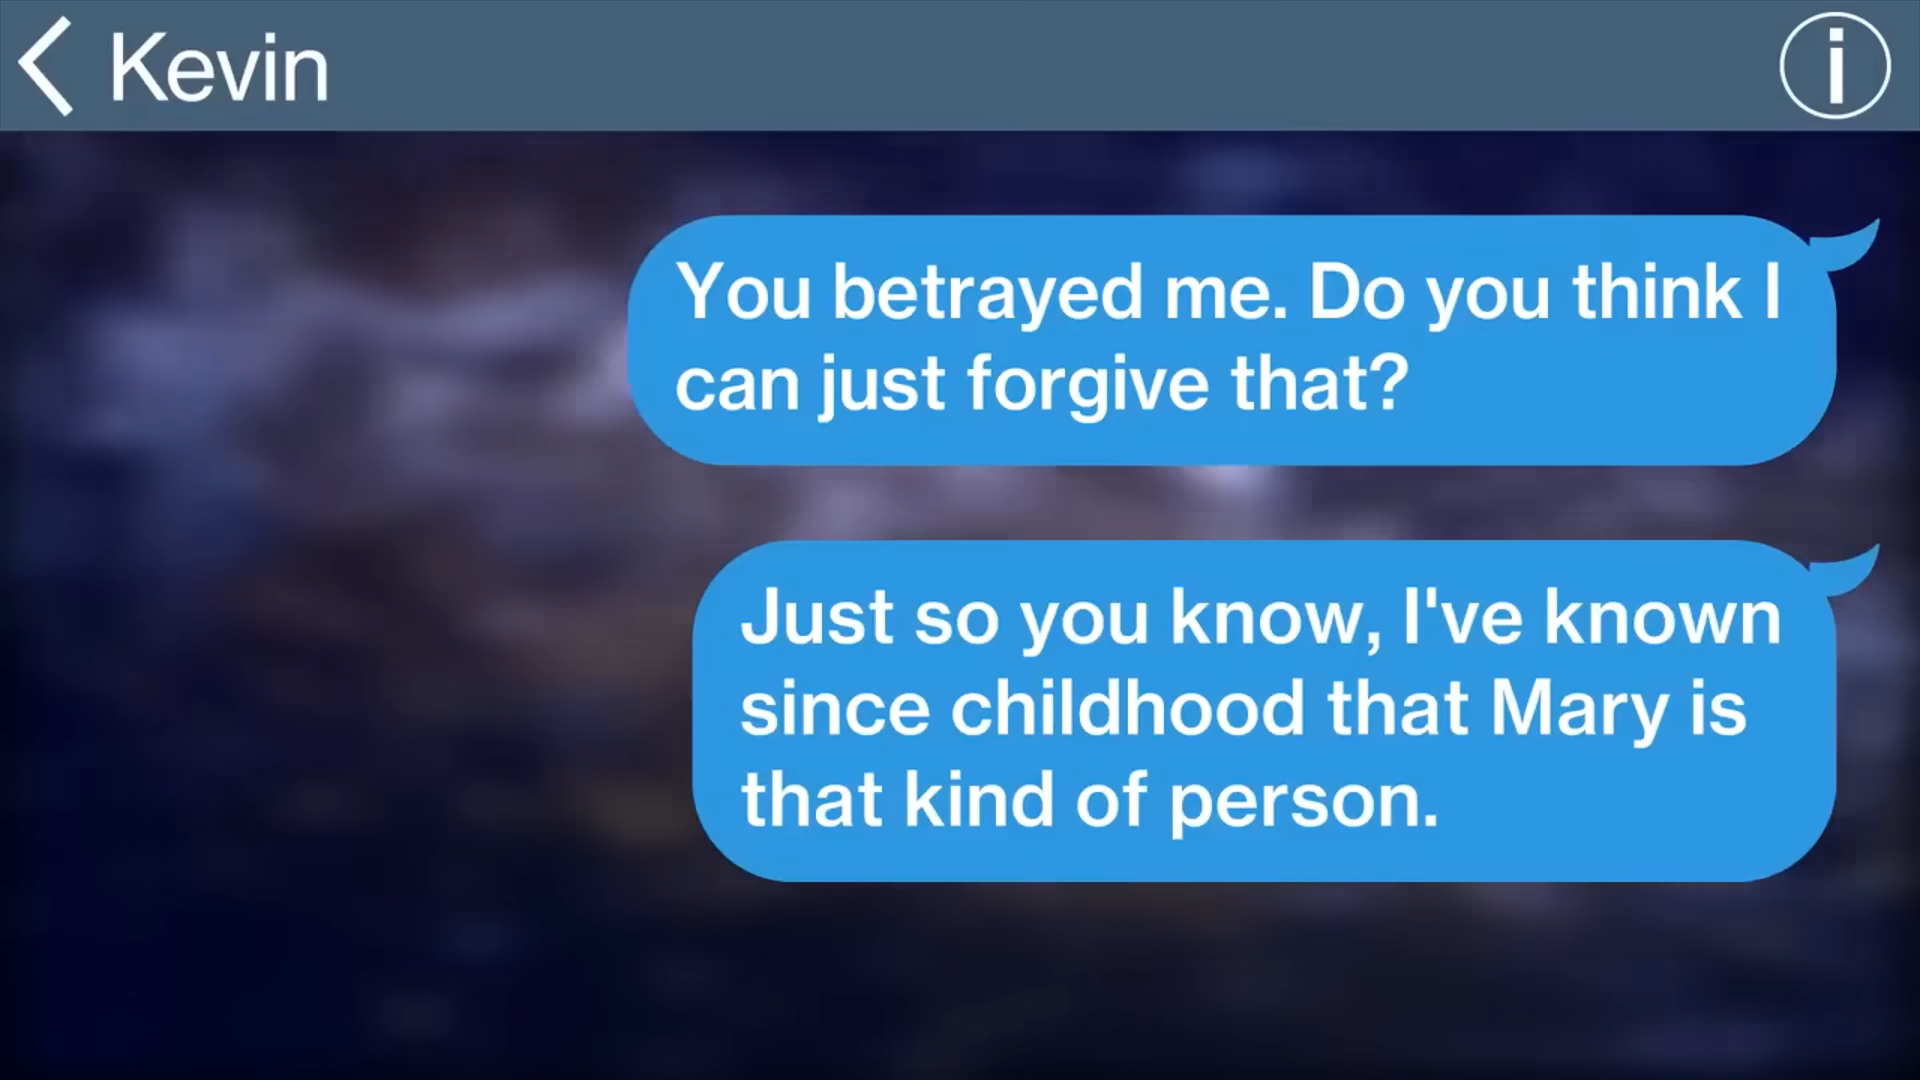 Kevin
You betrayed me. Do you think I
can just forgive that?
Just so you know, I've known
since childhood that Mary is
that kind of person.